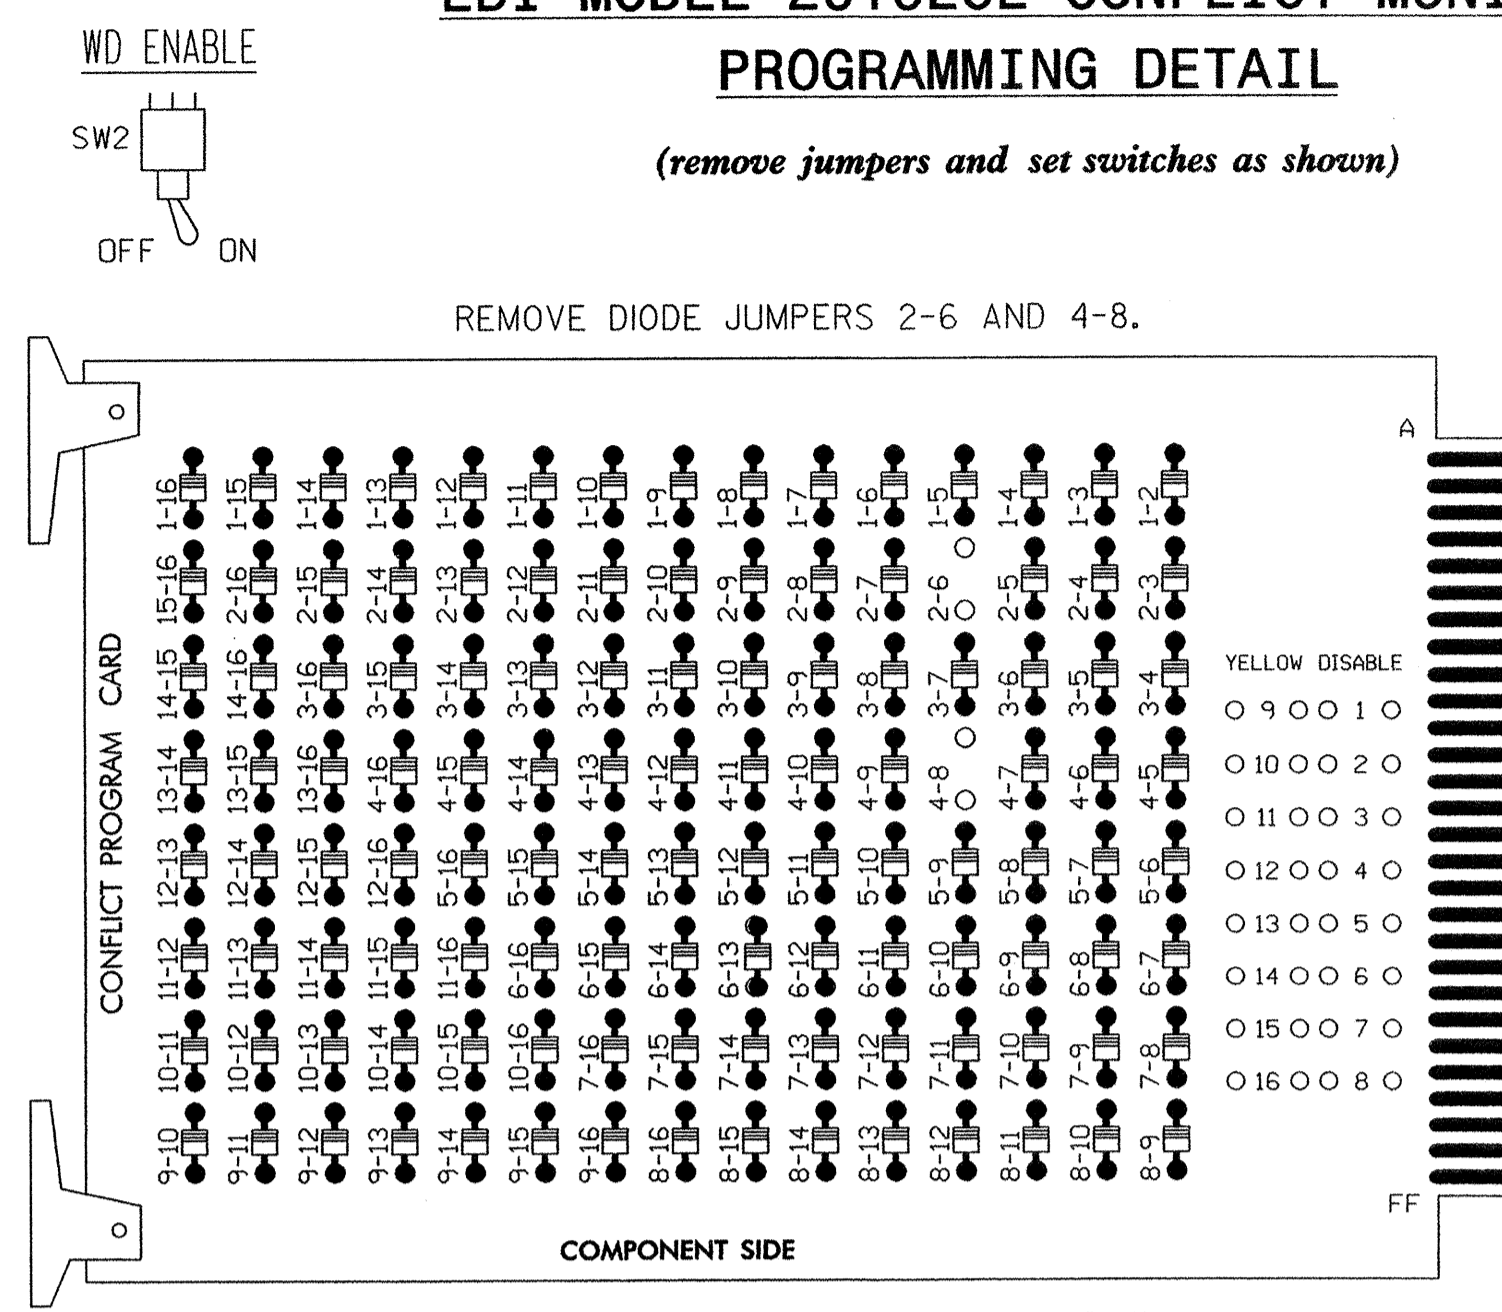 WD ENABLE
PROGRAMMING DETAIL
SW2
(remove jumpers and set switches as shown)
OFF ON
REMOVE DIODE JUMPERS 2-6 AND 4-8.
A
1-16 1-15 1-14 1-13 1-12 1-11 1-10 1-9 1-8 1-7 1-6 1-5 1-4 1-3 1-2
15-16 2-16 2-15 2-14 2-13 2-12 2-11 2-10 2-9 2-8 2-7 2-6 2-5 2-4 2-3
14-15 14-16 3-16 3-15 3-14 3-13 3-12 3-11 3-10 3-9 3-8 3-7 3-6 3-5 3-4
13-14 13-15 13-16 4-16 4-15 4-14 4-13 4-12 4-11 4-10 4-9 4-8 4-7 4-6 4-5
12-13 12-14 12-15 12-16 5-16 5-15 5-14 5-13 5-12 5-11 5-10 5-9 5-8 5-7 5-6
11-12 11-13 11-14 11-15 11-16 6-16 6-15 6-14 6-13 6-12 6-11 6-10 6-9 6-8 6-7
10-11 10-12 10-13 10-14 10-15 10-16 7-16 7-15 7-14 7-13 7-12 7-11 7-10 7-9 7-8
9-10 9-11 9-12 9-13 9-14 9-15 9-16 8-16 8-15 8-14 8-13 8-12 8-11 8-10 8-9
CONFLICT PROGRAM CARD
YELLOW DISABLE
9 1
10 2
11 3
12 4
13 5
14 6
15 7
16 8
FF
COMPONENT SIDE